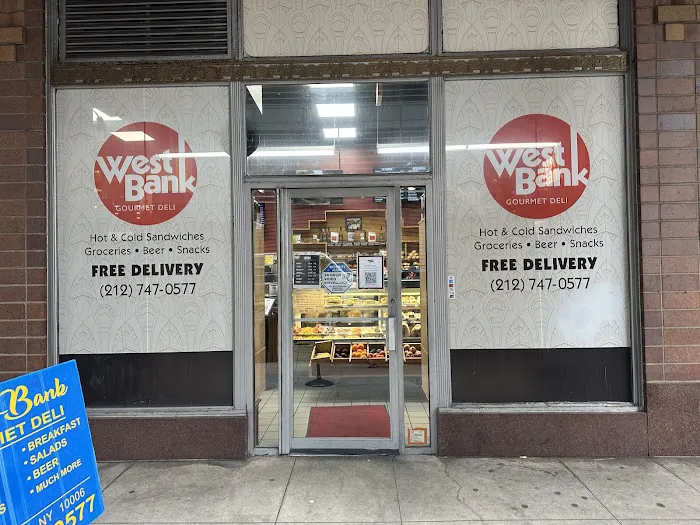 West
Bank
GOURMET DELI
Hot & Cold Sandwiches
Groceries • Beer • Snacks
FREE DELIVERY
(212) 747-0577
West
Bank
GOURMET DELI
Hot & Cold Sandwiches
Groceries • Beer • Snacks
FREE DELIVERY
(212) 747-0577
Bank
MET DELI
• BREAKFAST
• SALADS
• BEER
• MUCH MORE
NY 10006
0577